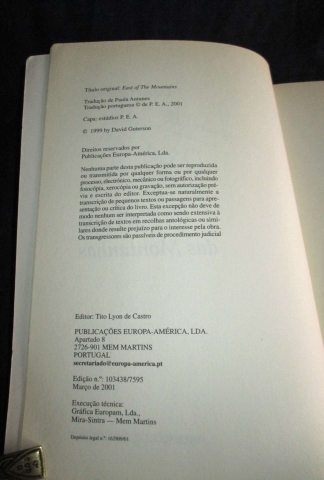 Título original: East of The Mountains
Tradução de Paula Antunes
Tradução portuguesa © de P. E. A., 2001
Capa: estúdios P. E. A.
© 1999 by David Guterson
Direitos reservados por
Publicações Europa-América, Lda.
Nenhuma parte desta publicação pode ser reproduzida
ou transmitida por qualquer forma ou por qualquer
processo, electrónico, mecânico ou fotográfico, incluindo
fotocópia, xerocópia ou gravação, sem autorização pré-
via e escrita do editor. Exceptua-se naturalmente a
transcrição de pequenos textos ou passagens para apre-
sentação ou crítica do livro. Esta excepção não deve de
modo nenhum ser interpretada como sendo extensiva à
transcrição de textos em recolhas antológicas ou simi-
lares donde resulte prejuízo para o interesse pela obra.
Os transgressores são passíveis de procedimento judicial
Editor: Tito Lyon de Castro
PUBLICAÇÕES EUROPA-AMÉRICA, LDA.
Apartado 8
2726-901 MEM MARTINS
PORTUGAL
secretariado@europa-america.pt
Edição n.º: 103438/7595
Março de 2001
Execução técnica:
Gráfica Europam, Lda.,
Mira-Sintra — Mem Martins
Depósito legal n.º: